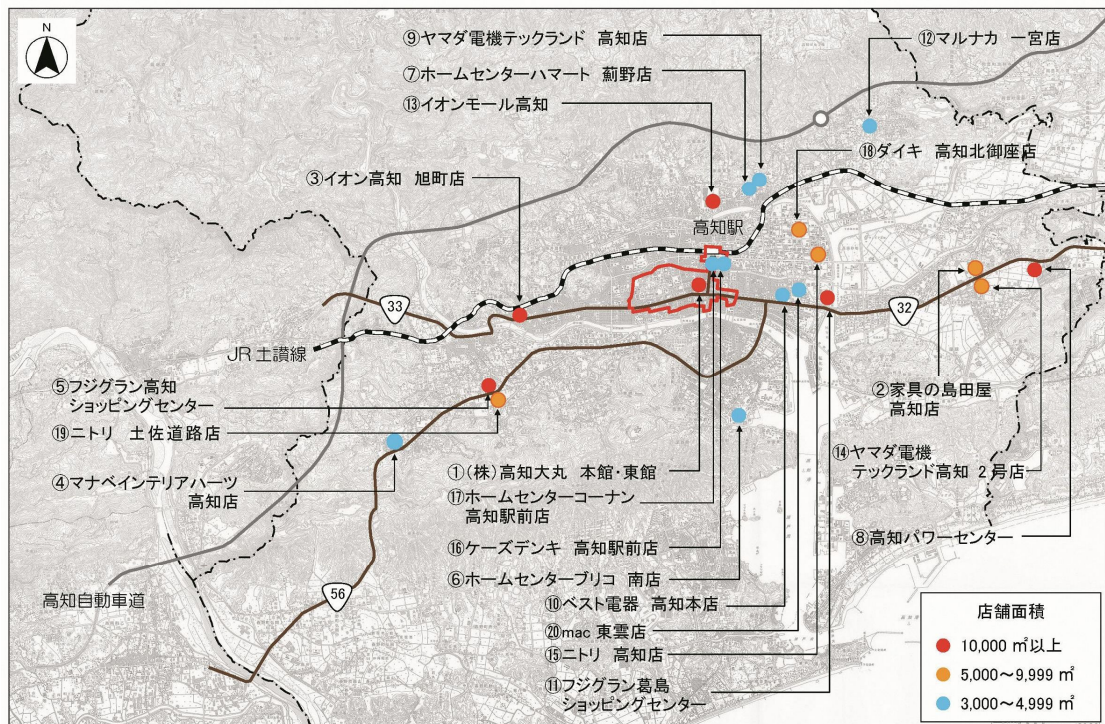 N
⑨ヤマダ電機テックランド 高知店
⑦ホームセンターハマート 薊野店
⑬イオンモール高知
⑫マルナカ 一宮店
⑱ダイキ 高知北御座店
③イオン高知 旭町店
高知駅
33
32
JR土讃線
⑤フジグラン高知
ショッピングセンター
⑲ニトリ 土佐道路店
④マナベインテリアハーツ
高知店
①(株)高知大丸 本館・東館
⑰ホームセンターコーナン
高知駅前店
⑯ケーズデンキ 高知駅前店
⑥ホームセンターブリコ 南店
⑩ベスト電器 高知本店
⑳mac 東雲店
⑮ニトリ 高知店
⑪フジグラン葛島
ショッピングセンター
②家具の島田屋
高知店
⑭ヤマダ電機
テックランド高知 2号店
⑧高知パワーセンター
56
高知自動車道
店舗面積
10,000 ㎡以上
5,000～9,999 ㎡
3,000～4,999 ㎡